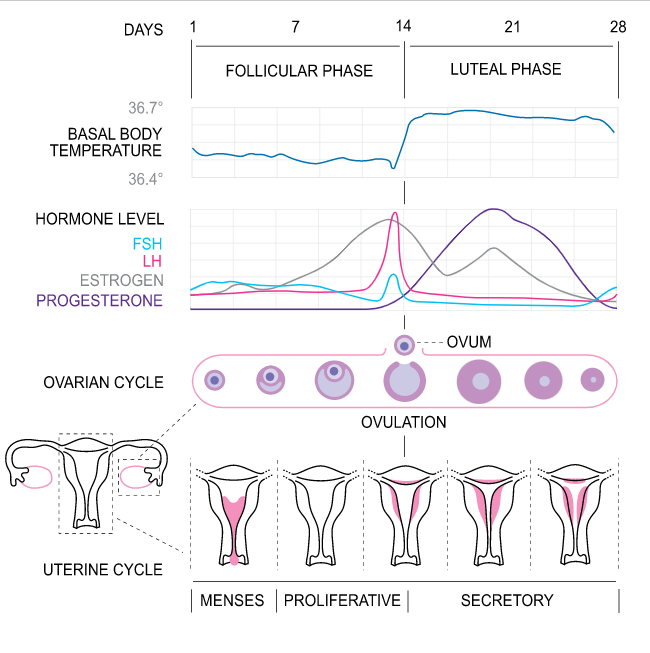 DAYS
1 7 14 21 28
FOLLICULAR PHASE
LUTEAL PHASE
36.7°
BASAL BODY
TEMPERATURE
36.4°
HORMONE LEVEL
FSH
LH
ESTROGEN
PROGESTERONE
OVUM
OVARIAN CYCLE
OVULATION
UTERINE CYCLE
MENSES
PROLIFERATIVE
SECRETORY